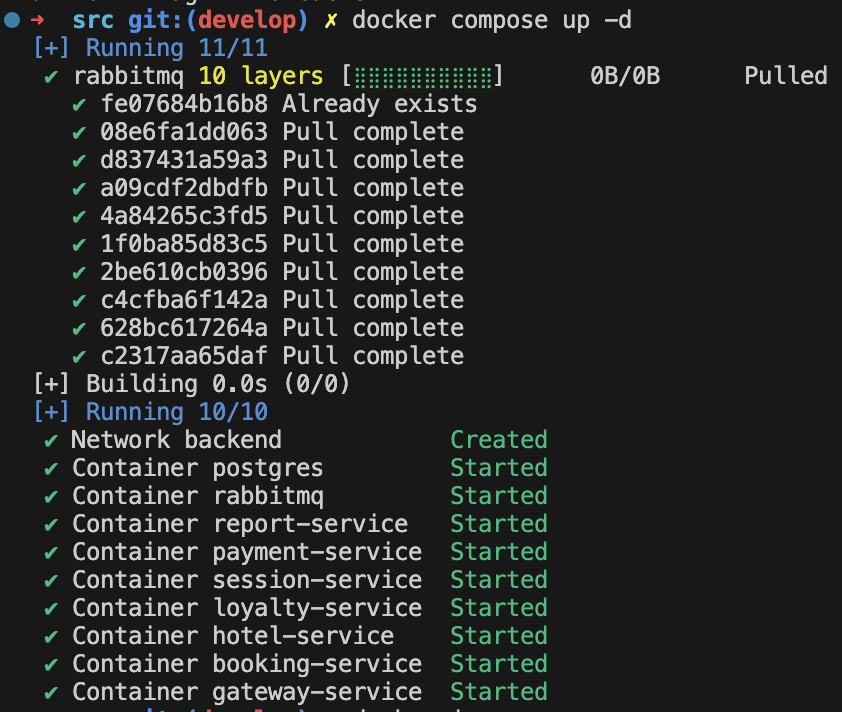 ➜ src git:(develop) ✗ docker compose up -d
[+] Running 11/11
✔ rabbitmq 10 layers [⣿⣿⣿⣿⣿⣿⣿⣿⣿⣿] 0B/0B Pulled
✔ fe07684b16b8 Already exists
✔ 08e6fa1dd063 Pull complete
✔ d837431a59a3 Pull complete
✔ a09cdf2dbdfb Pull complete
✔ 4a84265c3fd5 Pull complete
✔ 1f0ba85d83c5 Pull complete
✔ 2be610cb0396 Pull complete
✔ c4cfba6f142a Pull complete
✔ 628bc617264a Pull complete
✔ c2317aa65daf Pull complete
[+] Building 0.0s (0/0)
[+] Running 10/10
✔ Network backend Created
✔ Container postgres Started
✔ Container rabbitmq Started
✔ Container report-service Started
✔ Container payment-service Started
✔ Container session-service Started
✔ Container loyalty-service Started
✔ Container hotel-service Started
✔ Container booking-service Started
✔ Container gateway-service Started